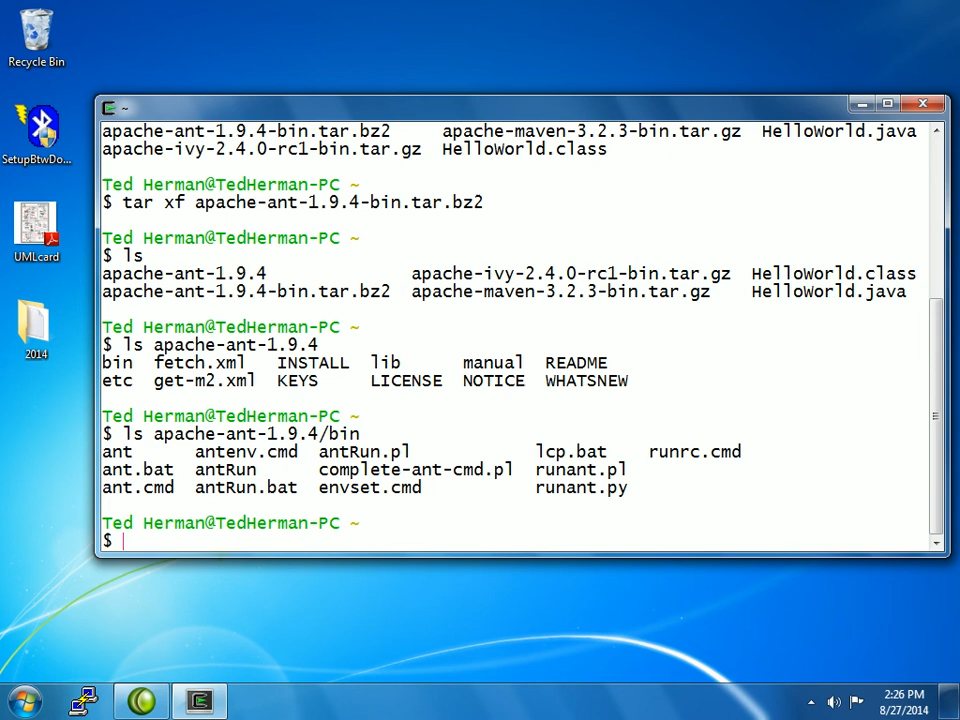 Recycle Bin
SetupBtwDo...
UMLcard
2014
~
apache-ant-1.9.4-bin.tar.bz2 apache-maven-3.2.3-bin.tar.gz HelloWorld.java
apache-ivy-2.4.0-rc1-bin.tar.gz HelloWorld.class
Ted Herman@TedHerman-PC ~
$ tar xf apache-ant-1.9.4-bin.tar.bz2
Ted Herman@TedHerman-PC ~
$ ls
apache-ant-1.9.4 apache-ivy-2.4.0-rc1-bin.tar.gz HelloWorld.class
apache-ant-1.9.4-bin.tar.bz2 apache-maven-3.2.3-bin.tar.gz HelloWorld.java
Ted Herman@TedHerman-PC ~
$ ls apache-ant-1.9.4
bin fetch.xml INSTALL lib manual README
etc get-m2.xml KEYS LICENSE NOTICE WHATSNEW
Ted Herman@TedHerman-PC ~
$ ls apache-ant-1.9.4/bin
ant antenv.cmd antRun.pl lcp.bat runrc.cmd
ant.bat antRun complete-ant-cmd.pl runant.pl
ant.cmd antRun.bat envset.cmd runant.py
Ted Herman@TedHerman-PC ~
$
2:26 PM
8/27/2014